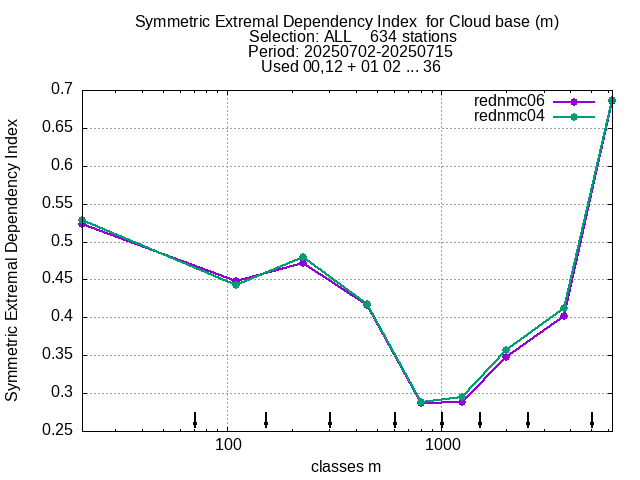 Symmetric Extremal Dependency Index  for Cloud base (m)
Selection: ALL    634 stations
Period: 20250702-20250715
Used 00,12 + 01 02 ... 36
rednmc06
rednmc04
Symmetric Extremal Dependency Index
0.7
0.65
0.6
0.55
0.5
0.45
0.4
0.35
0.3
0.25
100
1000
classes m